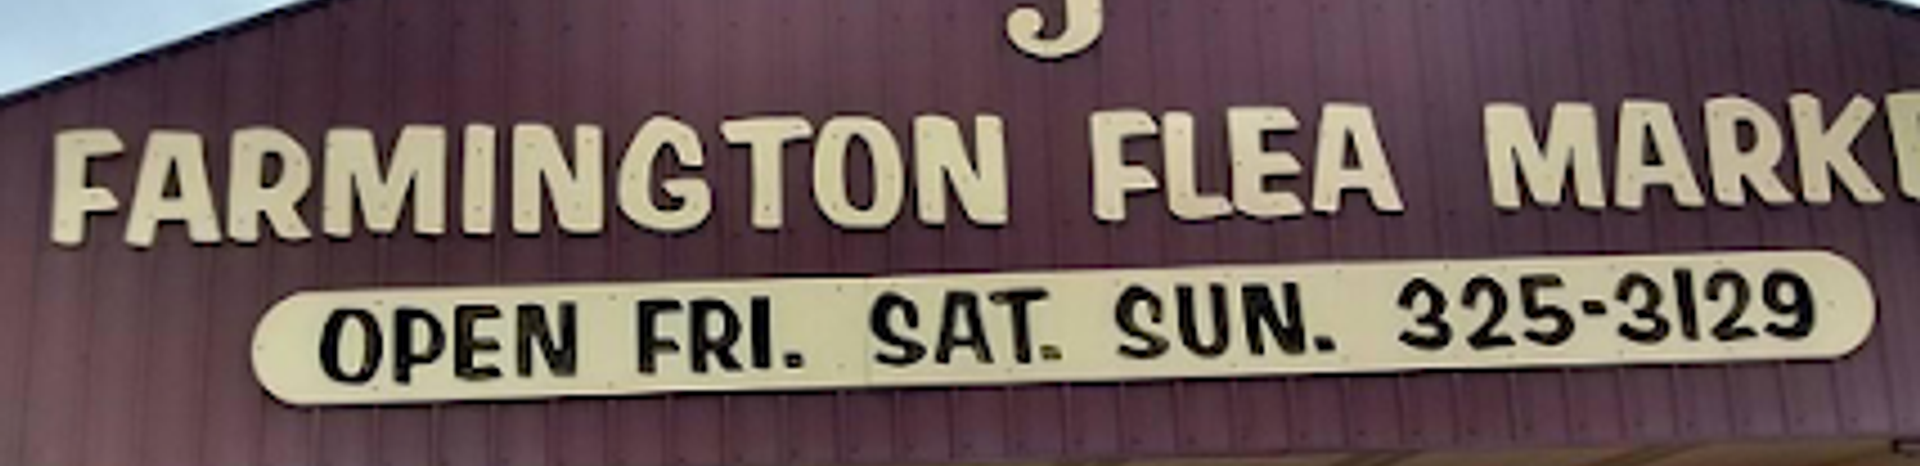 J
FARMINGTON FLEA MARKE
OPEN FRI. SAT. SUN. 325-3129